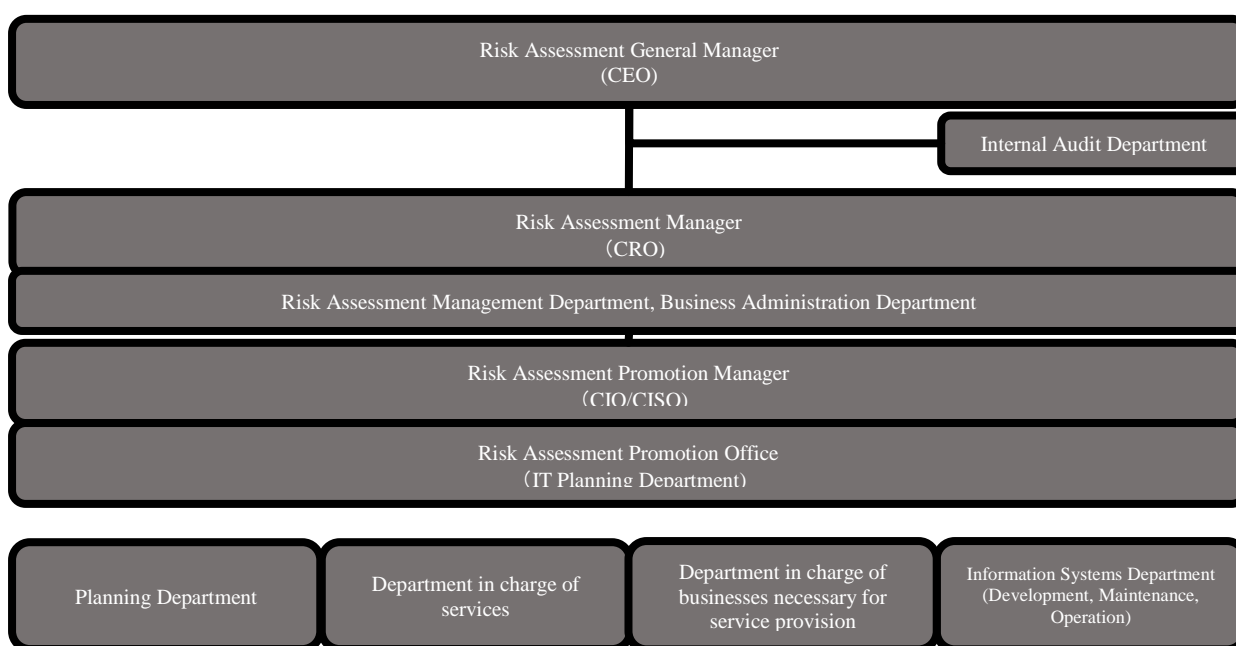 Risk Assessment General Manager
(CEO)
Internal Audit Department
Risk Assessment Manager
（CRO)
Risk Assessment Management Department, Business Administration Department
Risk Assessment Promotion Manager
（CIO/CISO)
Risk Assessment Promotion Office
（IT Planning Department)
Planning Department
Department in charge of
services
Department in charge of
businesses necessary for
service provision
Information Systems Department
(Development, Maintenance,
Operation)